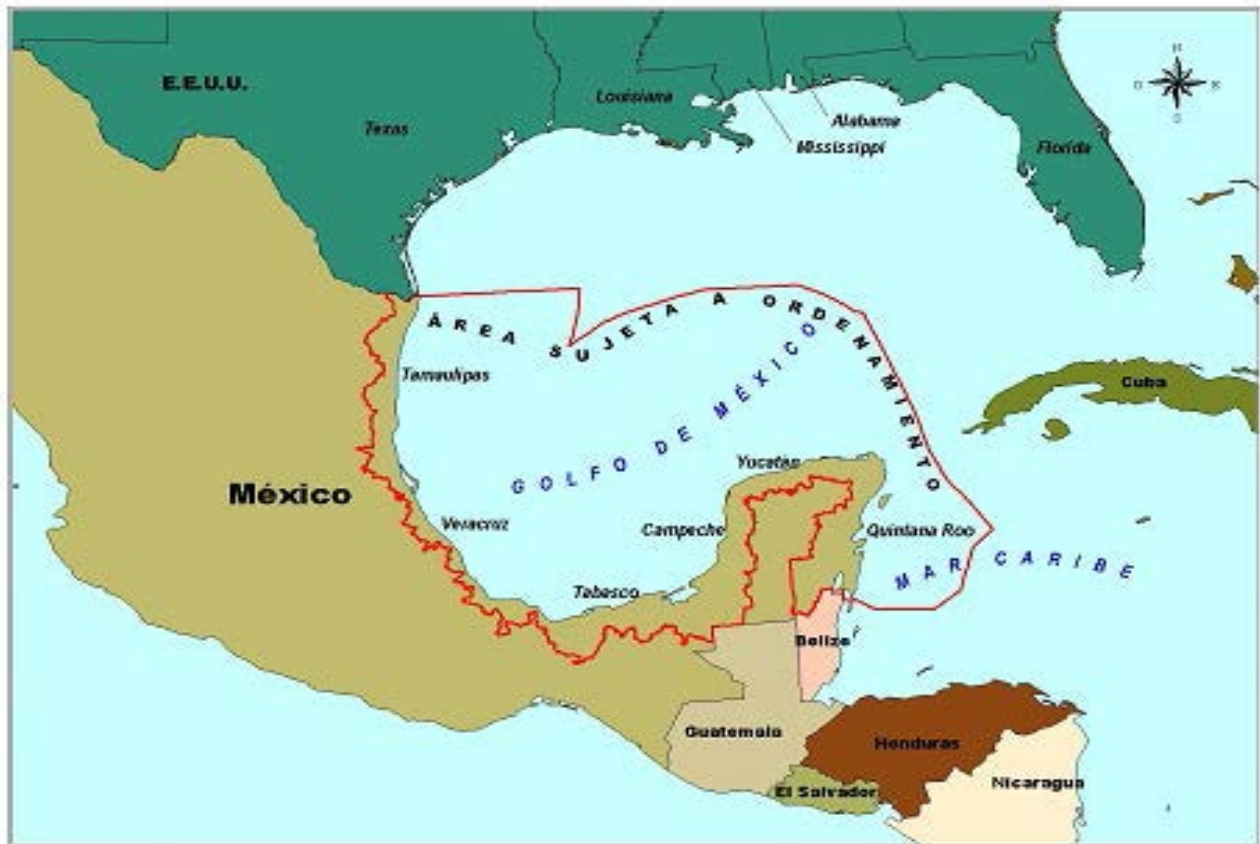 E.E.U.U.
Texas
Louisiana
Alabama
Mississippi
Florida
N
O
E
S
ÁREA SUJETA A ORDENAMIENTO
GOLFO DE MÉXICO
Tamaulipas
Cuba
México
Veracruz
Yucatán
Campeche
Quintana Roo
MAR CARIBE
Tabasco
Belize
Guatemala
Honduras
El Salvador
Nicaragua